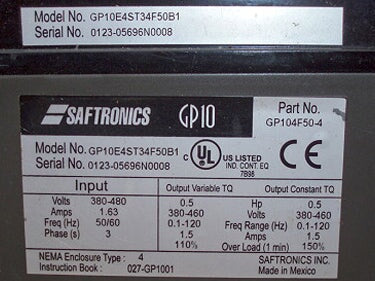 Model No. GP10E4ST34F50B1
Serial No. 0123-05696N0008
SAFTRONICS GP10 Part No.
GP104F50-4
Model No. GP10E4ST34F50B1
Serial No. 0123-05696N0008
C UL US LISTED
IND. CONT. EQ
7B98
Input Output Variable TQ Output Constant TQ
Volts 380-480 0.5 Hp 0.5
Amps 1.63 380-460 Volts 380-460
Freq (Hz) 50/60 0.1-120 Freq Range (Hz) 0.1-120
Phase (s) 3 1.5 Amps 1.5
110% Over Load (1 min) 150%
NEMA Enclosure Type : 4 SAFTRONICS INC.
Instruction Book : 027-GP1001 Made in Mexico